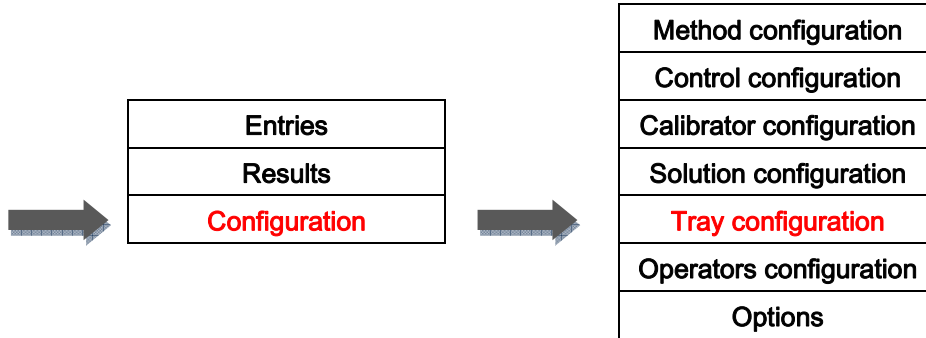 Entries
Results
Configuration
Method configuration
Control configuration
Calibrator configuration
Solution configuration
Tray configuration
Operators configuration
Options